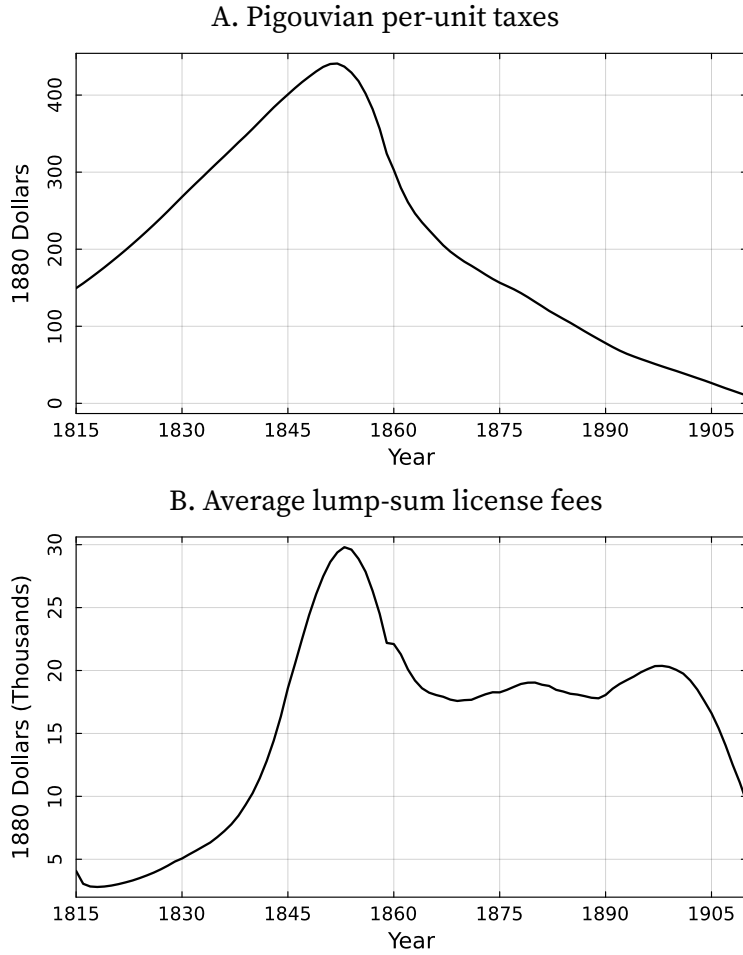 A. Pigouvian per-unit taxes
1880 Dollars
400
300
200
100
0
1815 1830 1845 1860 1875 1890 1905
Year
B. Average lump-sum license fees
1880 Dollars (Thousands)
30
25
20
15
10
5
1815 1830 1845 1860 1875 1890 1905
Year